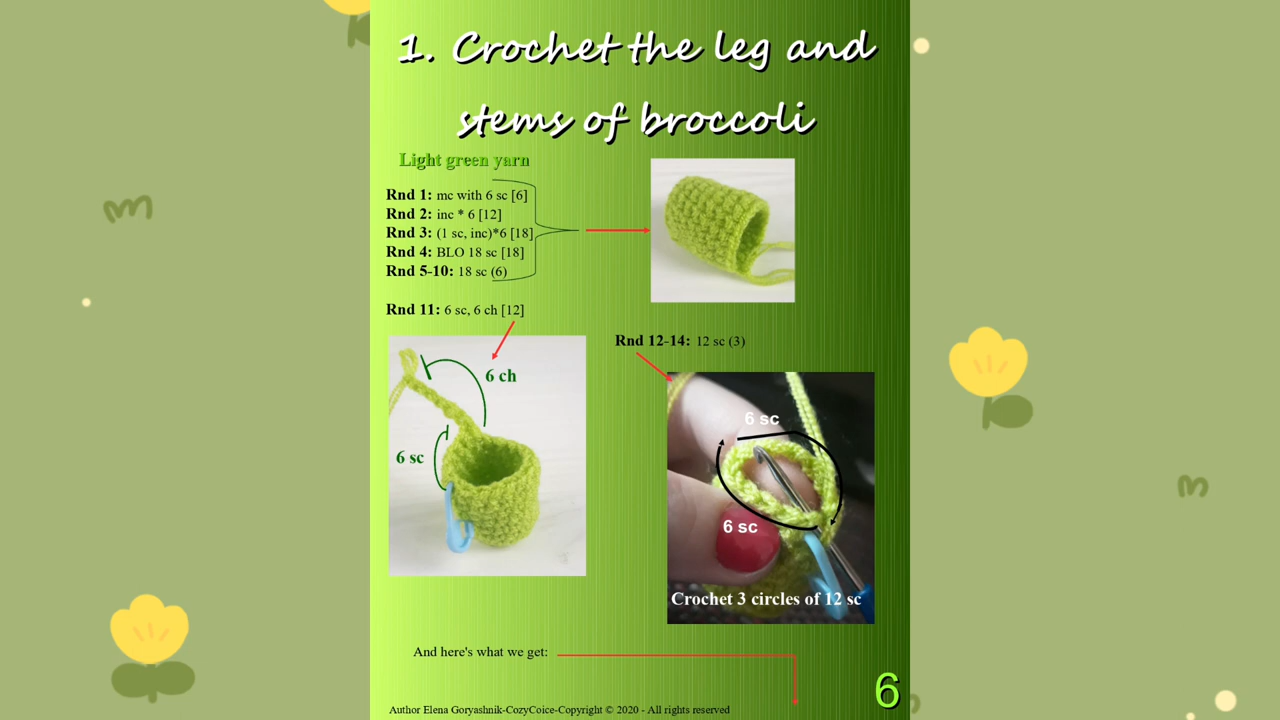 1. Crochet the leg and
stems of broccoli
Light green yarn
Rnd 1: mc with 6 sc [6]
Rnd 2: inc * 6 [12]
Rnd 3: (1 sc, inc)*6 [18]
Rnd 4: BLO 18 sc [18]
Rnd 5-10: 18 sc (6)
Rnd 11: 6 sc, 6 ch [12]
6 ch
6 sc
Rnd 12-14: 12 sc (3)
6 sc
6 sc
Crochet 3 circles of 12 sc
And here's what we get:
6
Author Elena Goryashnik-CozyCoice-Copyright © 2020 - All rights reserved